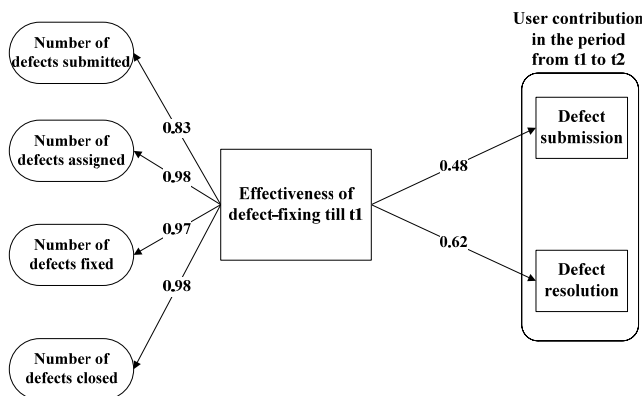 Number of
defects submitted
Number of
defects assigned
Number of
defects fixed
Number of
defects closed
0.83
0.98
0.97
0.98
Effectiveness of
defect-fixing till t1
0.48
0.62
User contribution
in the period
from t1 to t2
Defect
submission
Defect
resolution